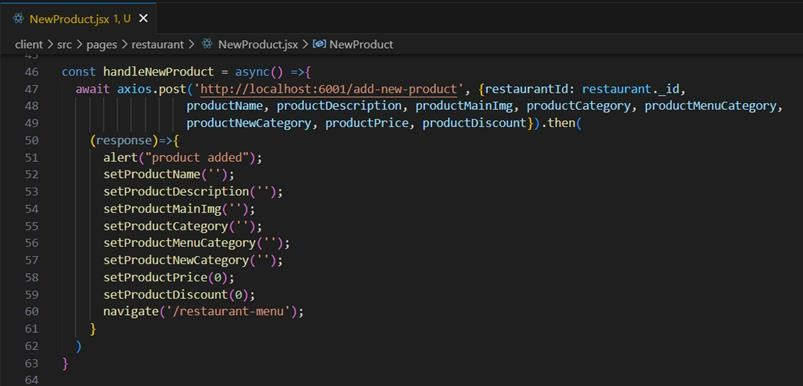 NewProduct.jsx 1, U ✕
client > src > pages > restaurant > NewProduct.jsx > NewProduct
45
46 const handleNewProduct = async() =>{
47 await axios.post('http://localhost:6001/add-new-product', {restaurantId: restaurant._id,
48 productName, productDescription, productMainImg, productCategory, productMenuCategory,
49 productNewCategory, productPrice, productDiscount}).then(
50 (response)=>{
51 alert("product added");
52 setProductName('');
53 setProductDescription('');
54 setProductMainImg('');
55 setProductCategory('');
56 setProductMenuCategory('');
57 setProductNewCategory('');
58 setProductPrice(0);
59 setProductDiscount(0);
60 navigate('/restaurant-menu');
61 }
62 )
63 }
64